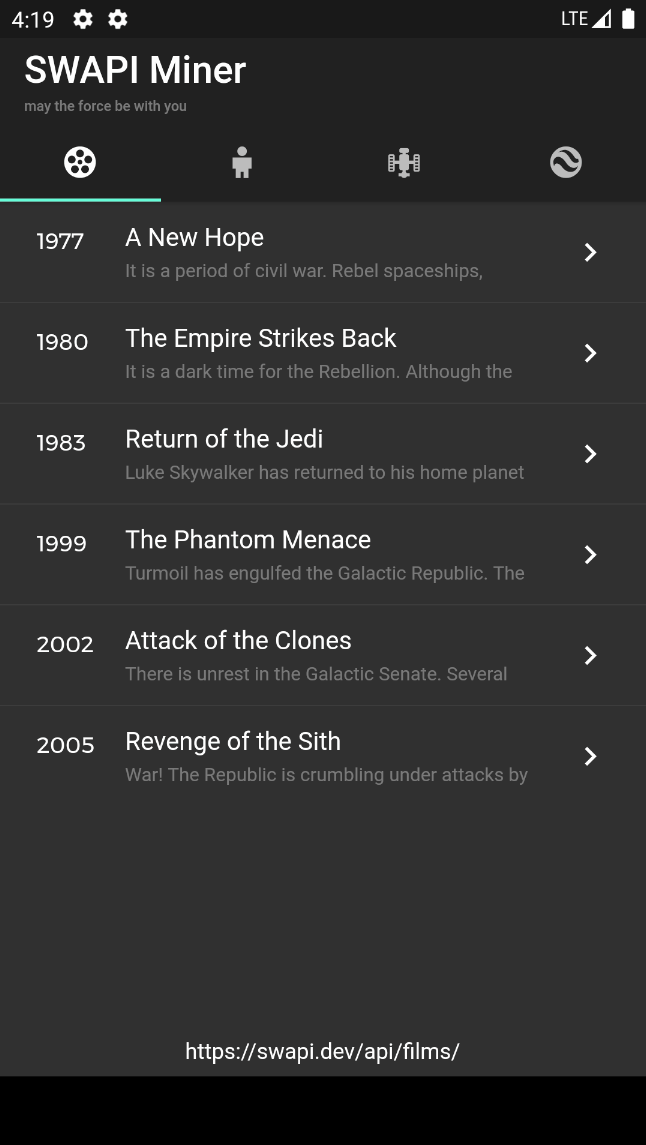 4:19 LTE
SWAPI Miner
may the force be with you
1977 A New Hope
It is a period of civil war. Rebel spaceships,
1980 The Empire Strikes Back
It is a dark time for the Rebellion. Although the
1983 Return of the Jedi
Luke Skywalker has returned to his home planet
1999 The Phantom Menace
Turmoil has engulfed the Galactic Republic. The
2002 Attack of the Clones
There is unrest in the Galactic Senate. Several
2005 Revenge of the Sith
War! The Republic is crumbling under attacks by
https://swapi.dev/api/films/